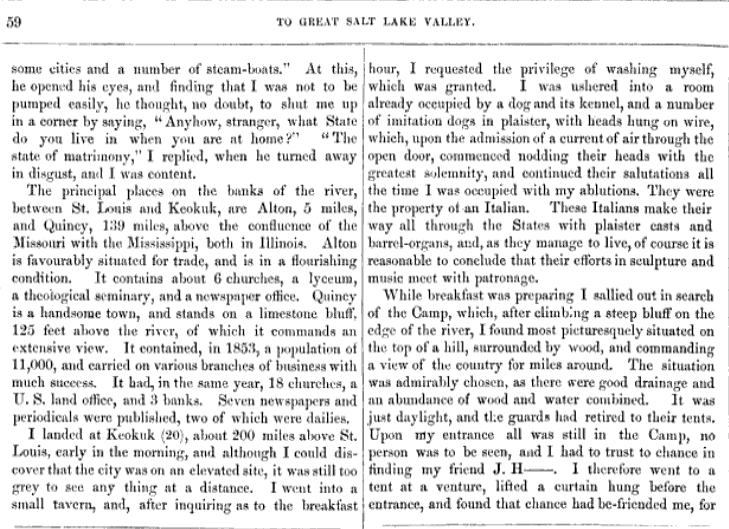 59
TO GREAT SALT LAKE VALLEY.
some cities and a number of steam-boats." At this,
he opened his eyes, and finding that I was not to be
pumped easily, he thought, no doubt, to shut me up
in a corner by saying, "Anyhow, stranger, what State
do you live in when you are at home?" "The
state of matrimony," I replied, when he turned away
in disgust, and I was content.
The principal places on the banks of the river,
between St. Louis and Keokuk, are Alton, 5 miles,
and Quincy, 139 miles, above the confluence of the
Missouri with the Mississippi, both in Illinois. Alton
is favourably situated for trade, and is in a flourishing
condition. It contains about 6 churches, a lyceum,
a theological seminary, and a newspaper office. Quincy
is a handsome town, and stands on a limestone bluff,
125 feet above the river, of which it commands an
extensive view. It contained, in 1853, a population of
11,000, and carried on various branches of business with
much success. It had, in the same year, 18 churches, a
U. S. land office, and 3 banks. Seven newspapers and
periodicals were published, two of which were dailies.
I landed at Keokuk (20), about 200 miles above St.
Louis, early in the morning, and although I could dis-
cover that the city was on an elevated site, it was still too
grey to see any thing at a distance. I went into a
small tavern, and, after inquiring as to the breakfast
hour, I requested the privilege of washing myself,
which was granted. I was ushered into a room
already occupied by a dog and its kennel, and a number
of imitation dogs in plaister, with heads hung on wire,
which, upon the admission of a current of air through the
open door, commenced nodding their heads with the
greatest solemnity, and continued their salutations all
the time I was occupied with my ablutions. They were
the property of an Italian. These Italians make their
way all through the States with plaister casts and
barrel-organs, and, as they manage to live, of course it is
reasonable to conclude that their efforts in sculpture and
music meet with patronage.
While breakfast was preparing I sallied out in search
of the Camp, which, after climbing a steep bluff on the
edge of the river, I found most picturesquely situated on
the top of a hill, surrounded by wood, and commanding
a view of the country for miles around. The situation
was admirably chosen, as there were good drainage and
an abundance of wood and water combined. It was
just daylight, and the guards had retired to their tents.
Upon my entrance all was still in the Camp, no
person was to be seen, and I had to trust to chance in
finding my friend J. H——. I therefore went to a
tent at a venture, lifted a curtain hung before the
entrance, and found that chance had be-friended me, for